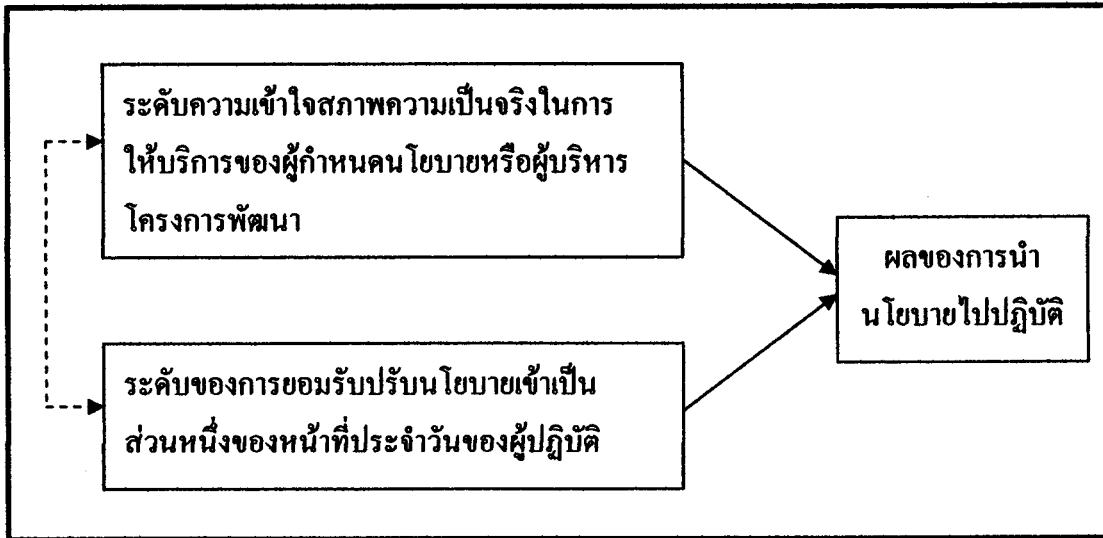 ระดับความเข้าใจสภาพความเป็นจริงในการ
ให้บริการของผู้กำหนดนโยบายหรือผู้บริหาร
โครงการพัฒนา
ผลของการนำ
นโยบายไปปฏิบัติ
ระดับของการยอมรับปรับนโยบายเข้าเป็น
ส่วนหนึ่งของหน้าที่ประจำวันของผู้ปฏิบัติ